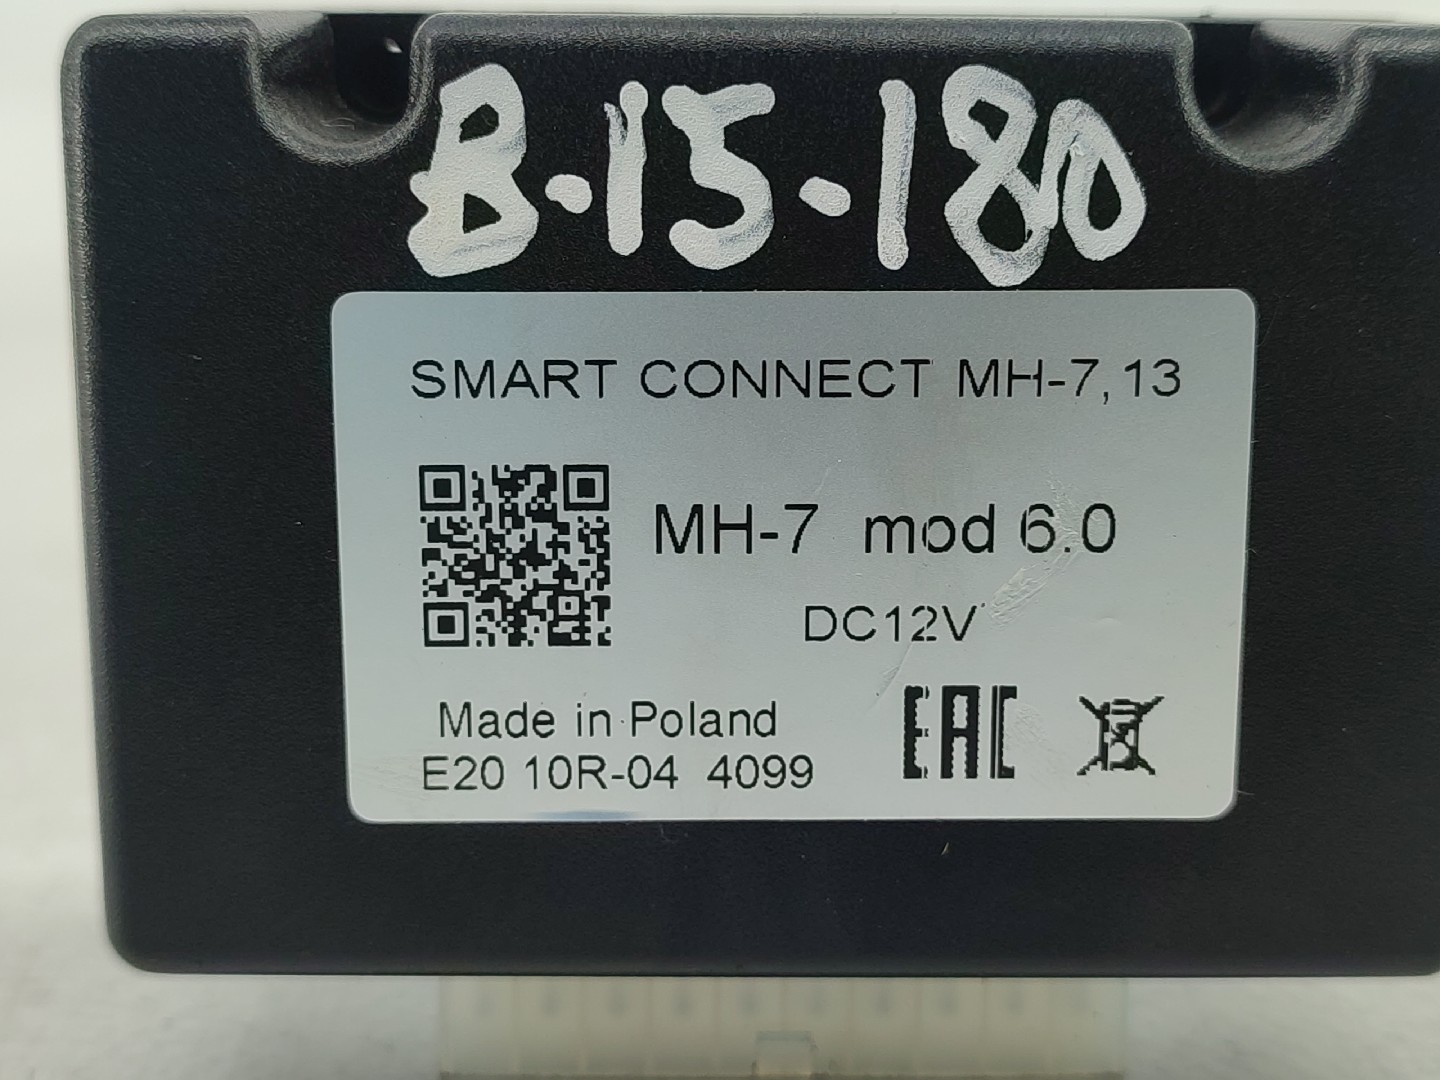 B-15-180
SMART CONNECT MH-7,13
MH-7 mod 6.0
DC12V
Made in Poland
EAC
E20 10R-04 4099